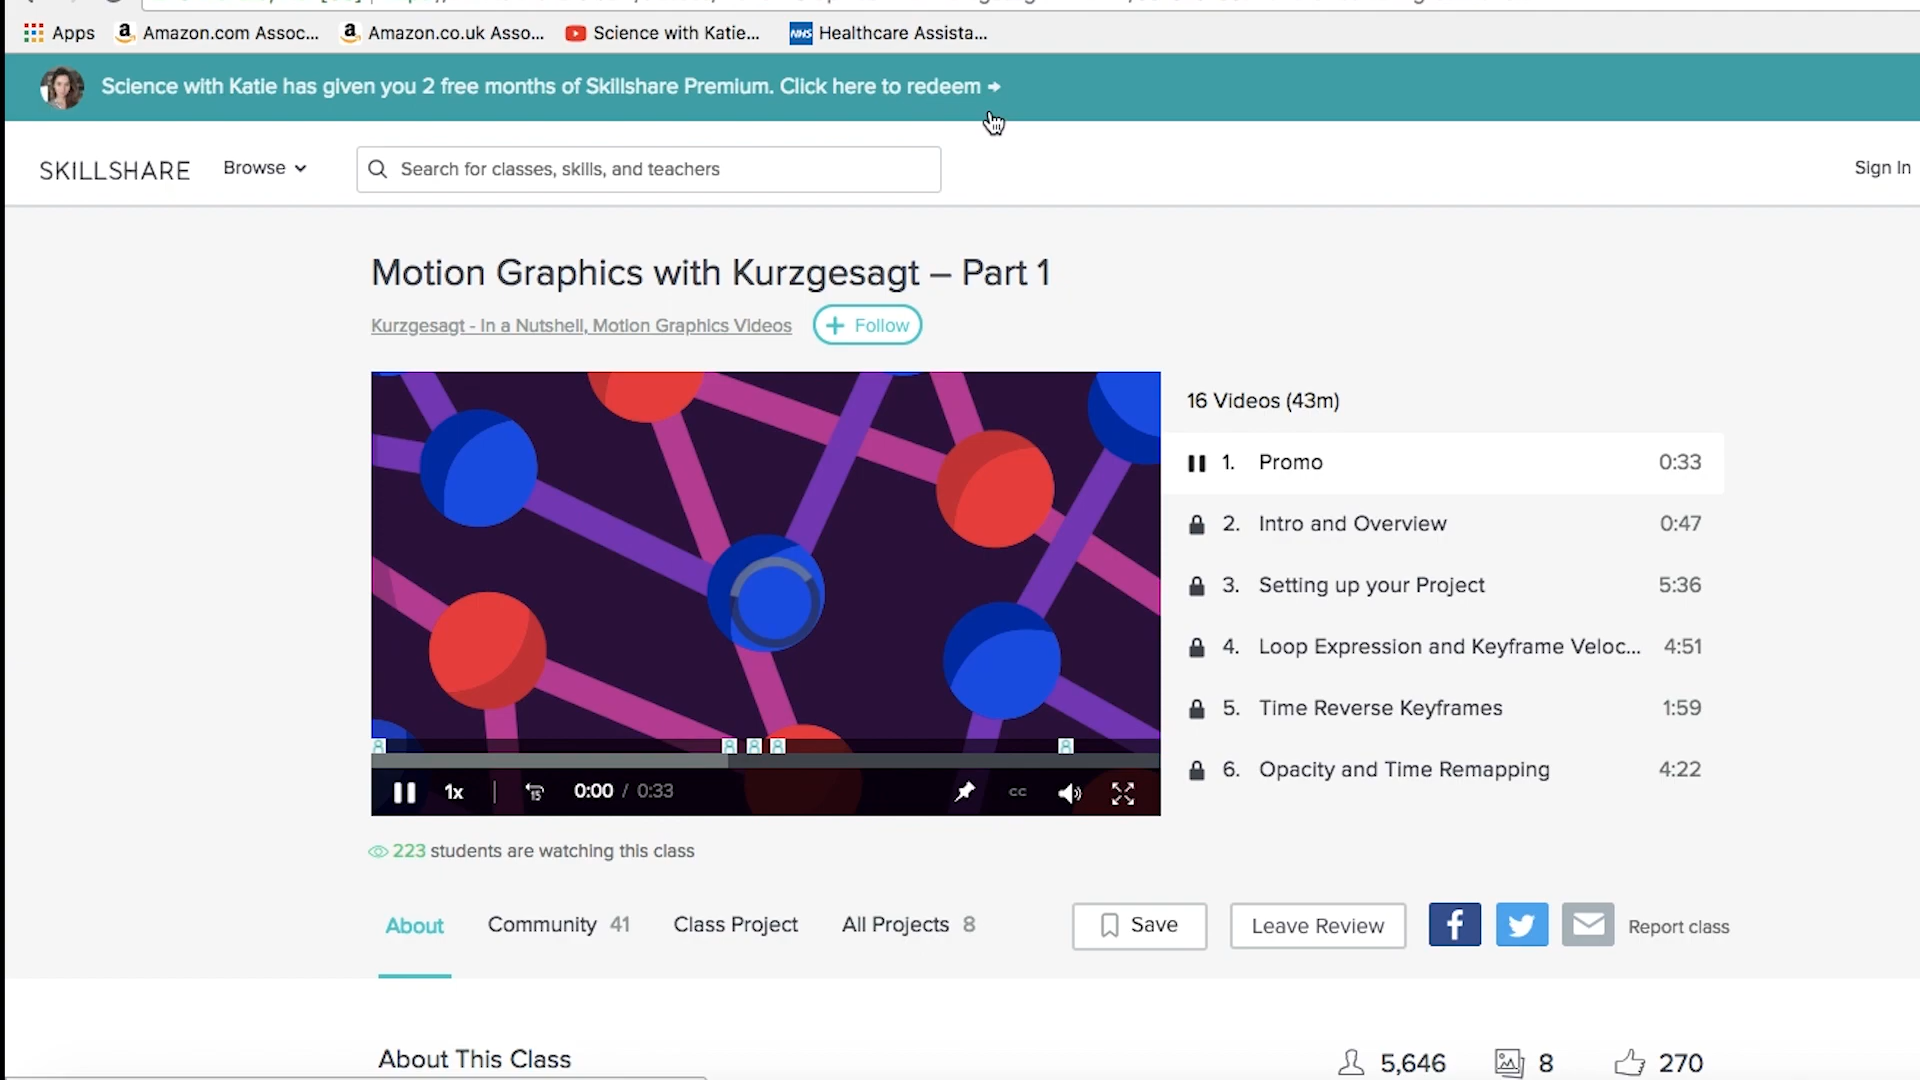 Apps Amazon.com Assoc... Amazon.co.uk Asso... Science with Katie... NHS Healthcare Assista...
Science with Katie has given you 2 free months of Skillshare Premium. Click here to redeem →
SKILLSHARE Browse Search for classes, skills, and teachers Sign In
Motion Graphics with Kurzgesagt – Part 1
Kurzgesagt - In a Nutshell, Motion Graphics Videos + Follow
16 Videos (43m)
1. Promo 0:33
2. Intro and Overview 0:47
3. Setting up your Project 5:36
4. Loop Expression and Keyframe Veloc... 4:51
5. Time Reverse Keyframes 1:59
6. Opacity and Time Remapping 4:22
1x 15 0:00 / 0:33 CC
223 students are watching this class
About Community 41 Class Project All Projects 8 Save Leave Review Report class
About This Class 5,646 8 270